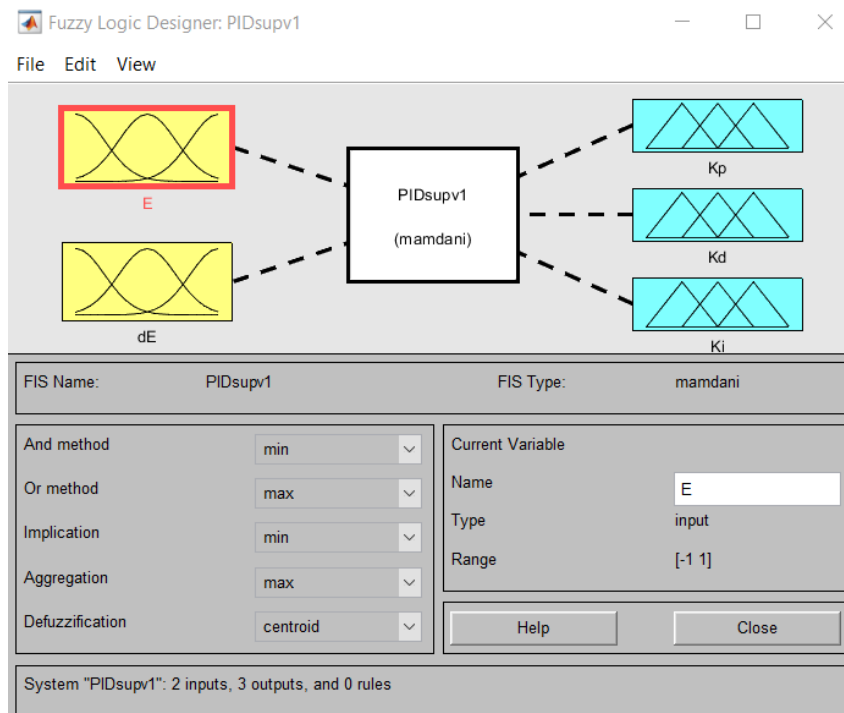 Fuzzy Logic Designer: PIDsupv1
File Edit View
E
dE
PIDsupv1
(mamdani)
Kp
Kd
Ki
FIS Name: PIDsupv1 FIS Type: mamdani
And method min
Or method max
Implication min
Aggregation max
Defuzzification centroid
Current Variable
Name E
Type input
Range [-1 1]
Help Close
System "PIDsupv1": 2 inputs, 3 outputs, and 0 rules